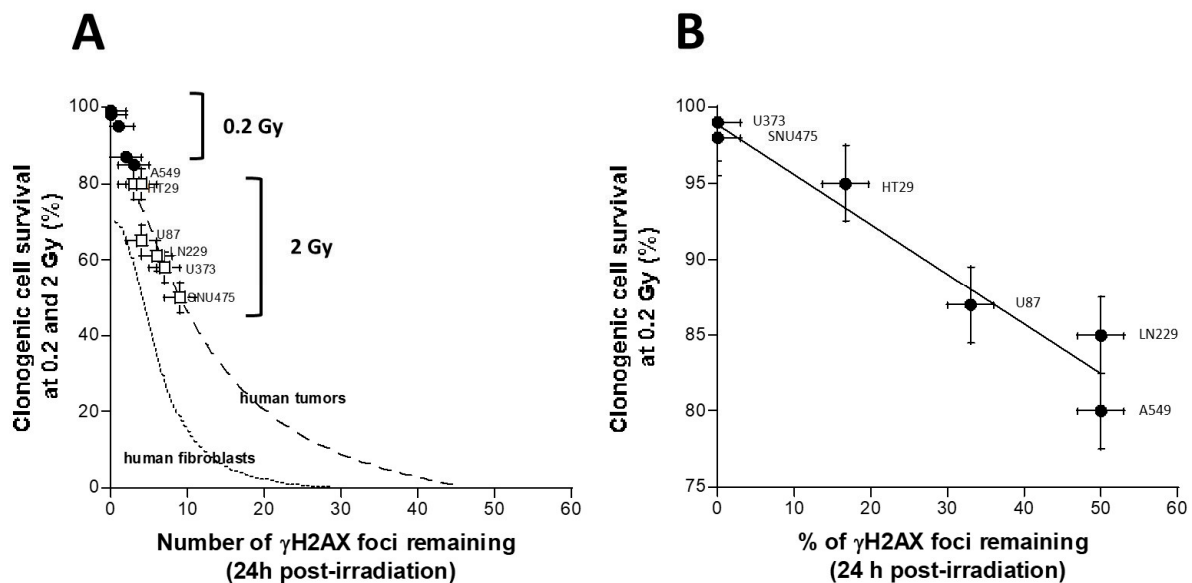 A
Clonogenic cell survival
at 0.2 and 2 Gy (%)
100
80
60
40
20
0
0.2 Gy
A549
HT29
2 Gy
U87
LN229
U373
SNU475
human tumors
human fibroblasts
0 10 20 30 40 50 60
Number of γH2AX foci remaining
(24h post-irradiation)
B
Clonogenic cell survival
at 0.2 Gy (%)
100
95
90
85
80
75
U373
SNU475
HT29
U87
LN229
A549
0 10 20 30 40 50 60
% of γH2AX foci remaining
(24 h post-irradiation)